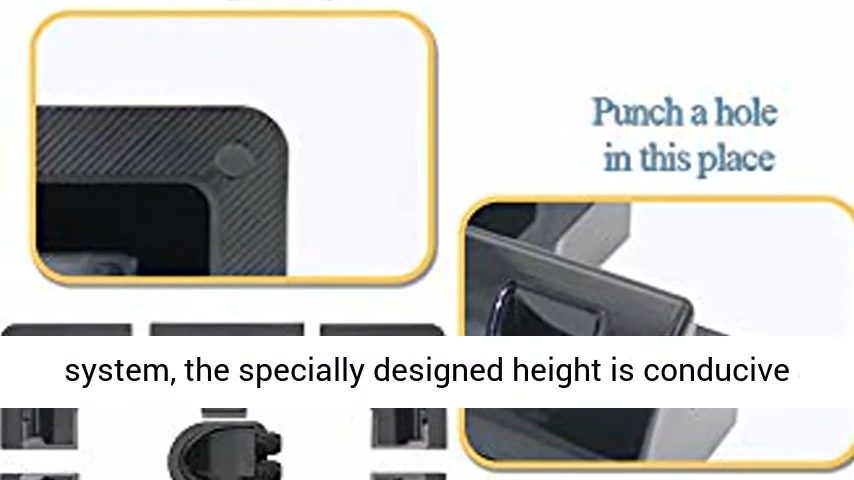 Punch a hole
in this place
system, the specially designed height is conducive